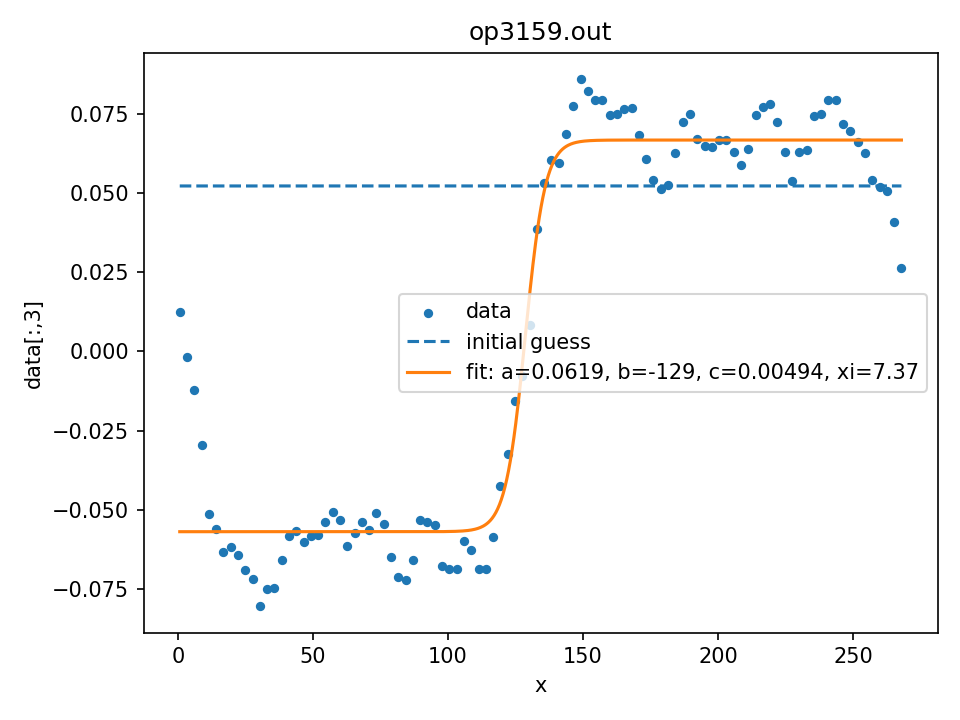 op3159.out
0.075
0.050
0.025
0.000
−0.025
−0.050
−0.075
data[:,3]
data
initial guess
fit: a=0.0619, b=-129, c=0.00494, xi=7.37
0 50 100 150 200 250
x